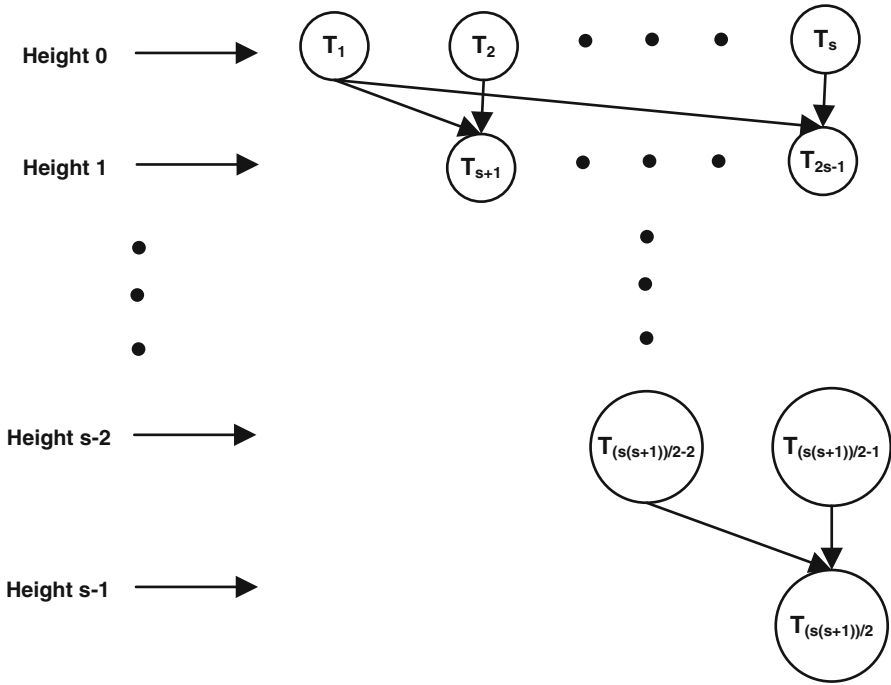 Height 0
T1
T2
Ts
Height 1
Ts+1
T2s-1
Height s-2
T(s(s+1))/2-2
T(s(s+1))/2-1
Height s-1
T(s(s+1))/2